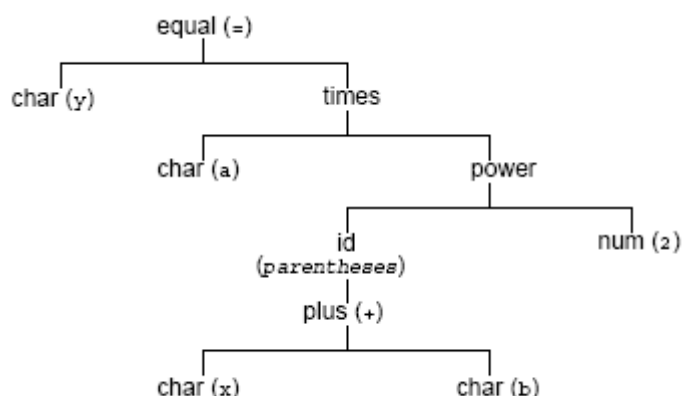 equal (=)
char (y) times
char (a) power
id num (2)
(parentheses)
plus (+)
char (x) char (b)